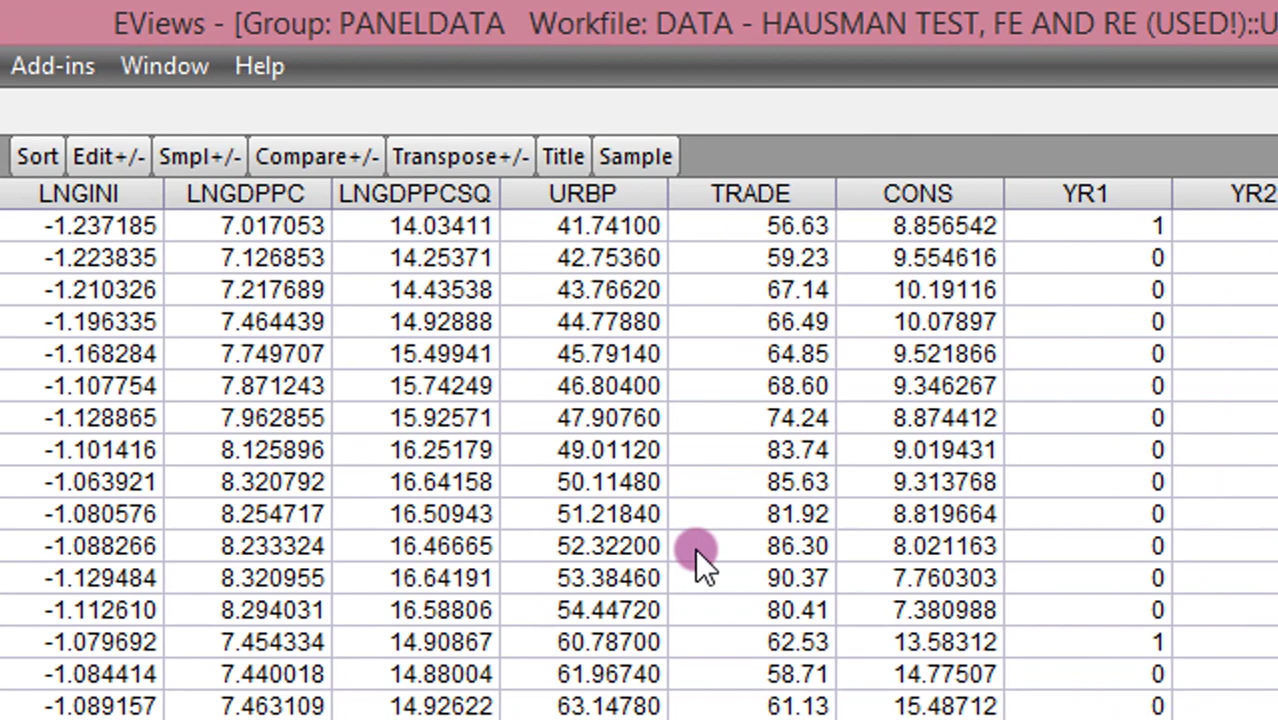 EViews - [Group: PANELDATA Workfile: DATA - HAUSMAN TEST, FE AND RE (USED!)::U
Add-ins Window Help
Sort Edit+/- Smpl+/- Compare+/- Transpose+/- Title Sample
LNGINI LNGDPPC LNGDPPCSQ URBP TRADE CONS YR1 YR2
-1.237185 7.017053 14.03411 41.74100 56.63 8.856542 1
-1.223835 7.126853 14.25371 42.75360 59.23 9.554616 0
-1.210326 7.217689 14.43538 43.76620 67.14 10.19116 0
-1.196335 7.464439 14.92888 44.77880 66.49 10.07897 0
-1.168284 7.749707 15.49941 45.79140 64.85 9.521866 0
-1.107754 7.871243 15.74249 46.80400 68.60 9.346267 0
-1.128865 7.962855 15.92571 47.90760 74.24 8.874412 0
-1.101416 8.125896 16.25179 49.01120 83.74 9.019431 0
-1.063921 8.320792 16.64158 50.11480 85.63 9.313768 0
-1.080576 8.254717 16.50943 51.21840 81.92 8.819664 0
-1.088266 8.233324 16.46665 52.32200 86.30 8.021163 0
-1.129484 8.320955 16.64191 53.38460 90.37 7.760303 0
-1.112610 8.294031 16.58806 54.44720 80.41 7.380988 0
-1.079692 7.454334 14.90867 60.78700 62.53 13.58312 1
-1.084414 7.440018 14.88004 61.96740 58.71 14.77507 0
-1.089157 7.463109 14.92622 63.14780 61.13 15.48712 0